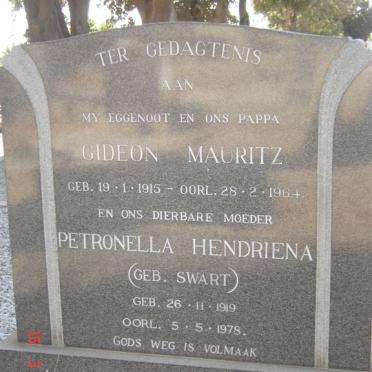 TER GEDAGTENIS
AAN
MY EGGENOOT EN ONS PAPPA
GIDEON MAURITZ
GEB. 19·1·1915 - OORL. 28·2·1964.
EN ONS DIERBARE MOEDER
PETRONELLA HENDRIENA
(GEB. SWART)
GEB. 26·11·1919
OORL. 5·5·1978.
GODS WEG IS VOLMAAK